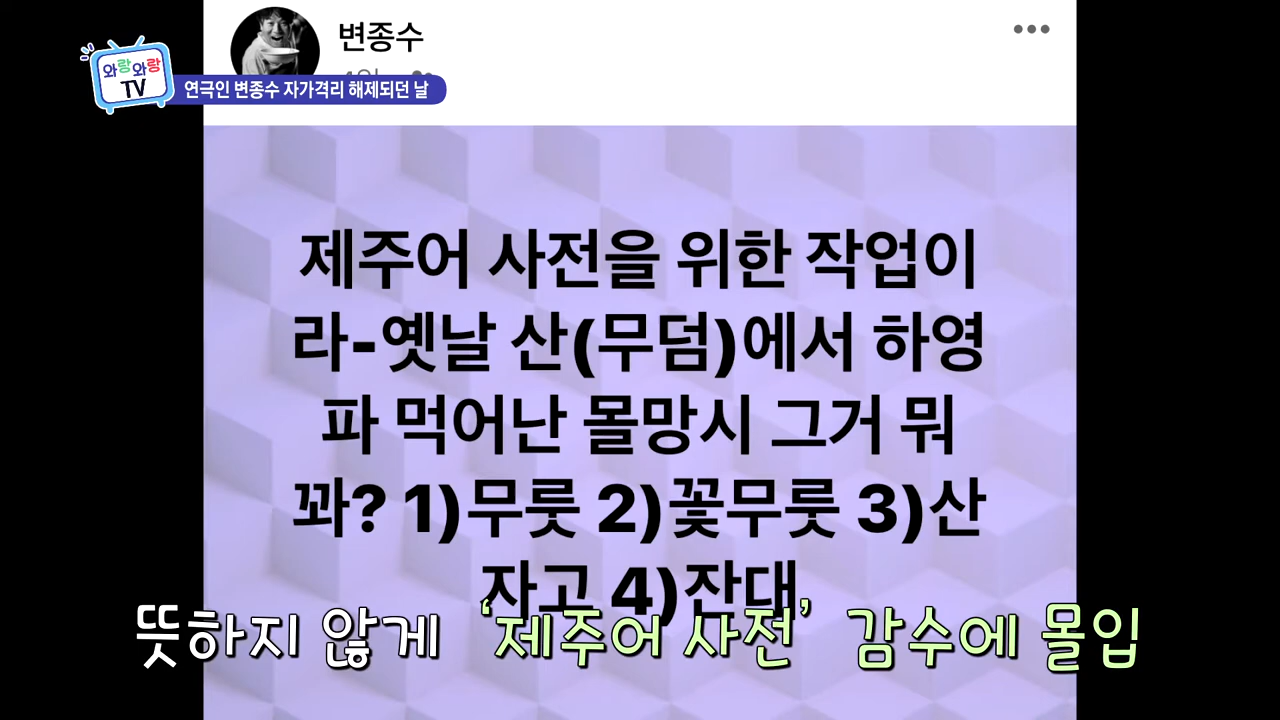 변종수
와랑와랑
TV
연극인 변종수 자가격리 해제되던 날
제주어 사전을 위한 작업이
라-옛날 산(무덤)에서 하영
파 먹어난 몰망시 그거 뭐
꽈? 1)무릇 2)꽃무릇 3)산
자고 4)잔대
뜻하지 않게 ‘제주어 사전’ 감수에 몰입